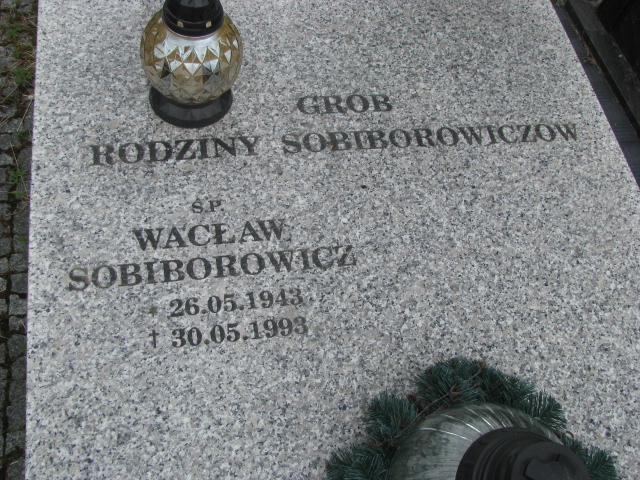 GRÓB
RODZINY SOBIBOROWICZÓW
Ś.P.
WACŁAW
SOBIBOROWICZ
* 26.05.1943
† 30.05.1993